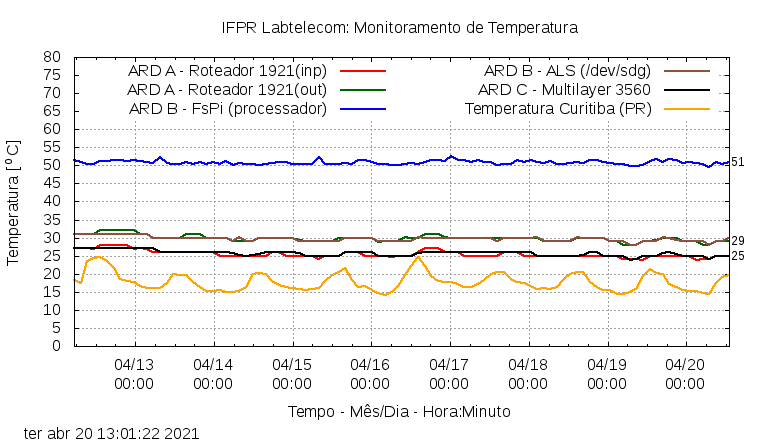 IFPR Labtelecom: Monitoramento de Temperatura
ARD A - Roteador 1921(inp)
ARD A - Roteador 1921(out)
ARD B - FsPi (processador)
ARD B - ALS (/dev/sdg)
ARD C - Multilayer 3560
Temperatura Curitiba (PR)
Temperatura [ ºC]
80
75
70
65
60
55
50
45
40
35
30
25
20
15
10
5
0
51
29
25
04/13 04/14 04/15 04/16 04/17 04/18 04/19 04/20
00:00 00:00 00:00 00:00 00:00 00:00 00:00 00:00
Tempo - Mês/Dia - Hora:Minuto
ter abr 20 13:01:22 2021